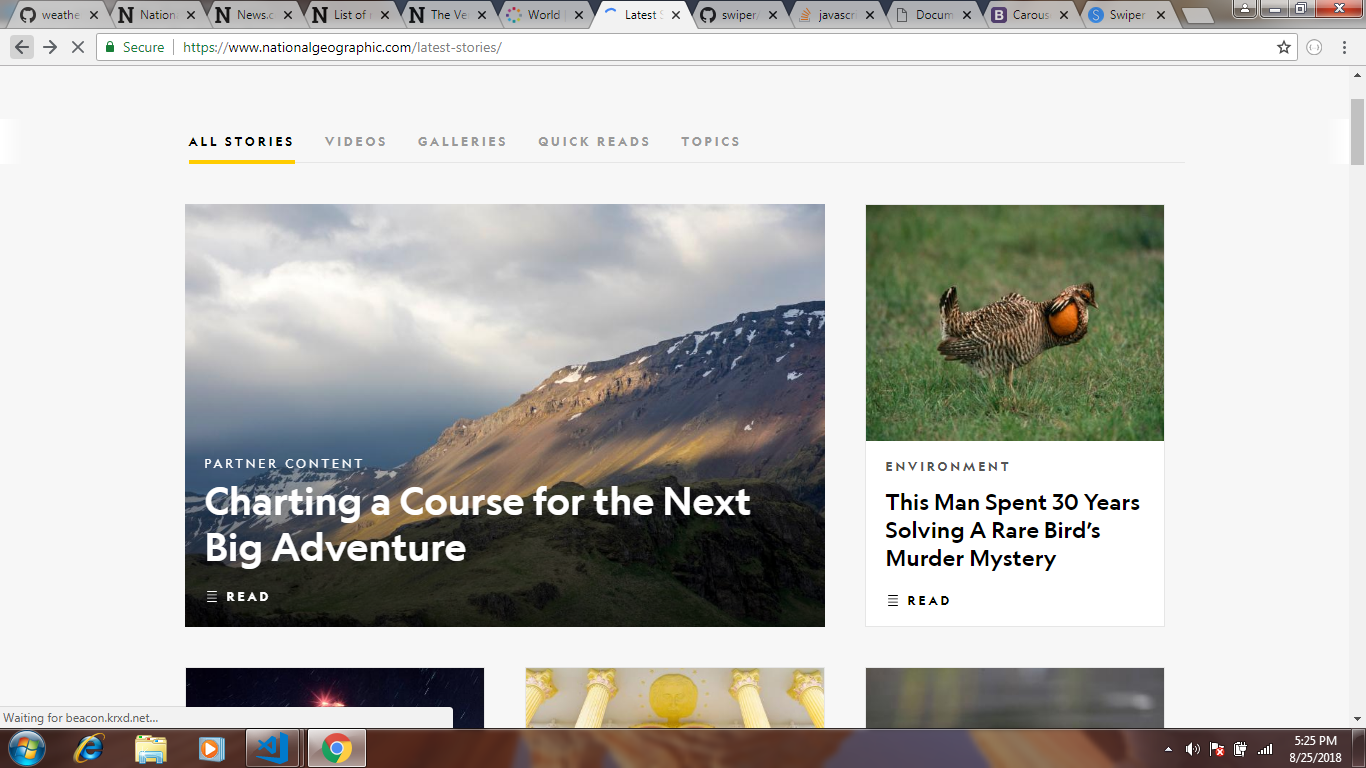 weathe
Nationa
News.c
List of
The Ve
World
Latest S
swiper
javascri
Docum
Carous
Swiper
Secure
https://www.nationalgeographic.com/latest-stories/
ALL STORIES VIDEOS GALLERIES QUICK READS TOPICS
PARTNER CONTENT
Charting a Course for the Next
Big Adventure
READ
ENVIRONMENT
This Man Spent 30 Years
Solving A Rare Bird’s
Murder Mystery
READ
Waiting for beacon.krxd.net...
5:25 PM
8/25/2018